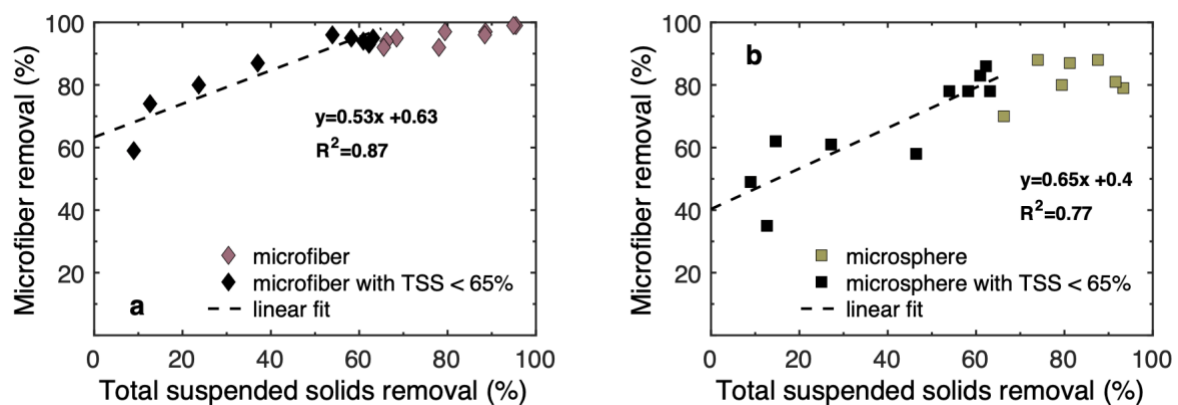 100
80
60
40
20
Microfiber removal (%)
y=0.53x +0.63
R²=0.87
microfiber
microfiber with TSS < 65%
linear fit
a
0 20 40 60 80 100
Total suspended solids removal (%)
100
80
60
40
20
Microfiber removal (%)
b
y=0.65x +0.4
R²=0.77
microsphere
microsphere with TSS < 65%
linear fit
0 20 40 60 80 100
Total suspended solids removal (%)